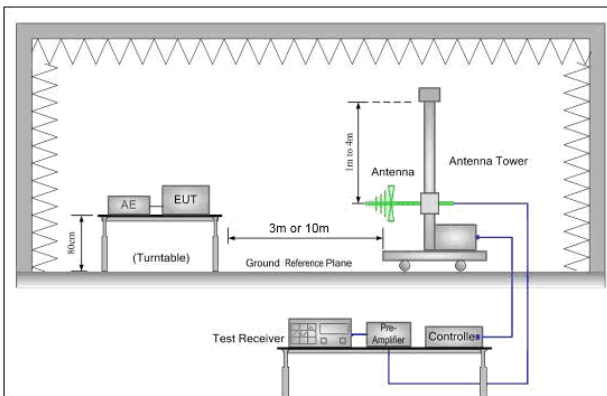 1m to 4m
Antenna
Antenna Tower
AE
EUT
3m or 10m
80cm
(Turntable)
Ground Reference Plane
Test Receiver
Pre-
Amplifier
Controller